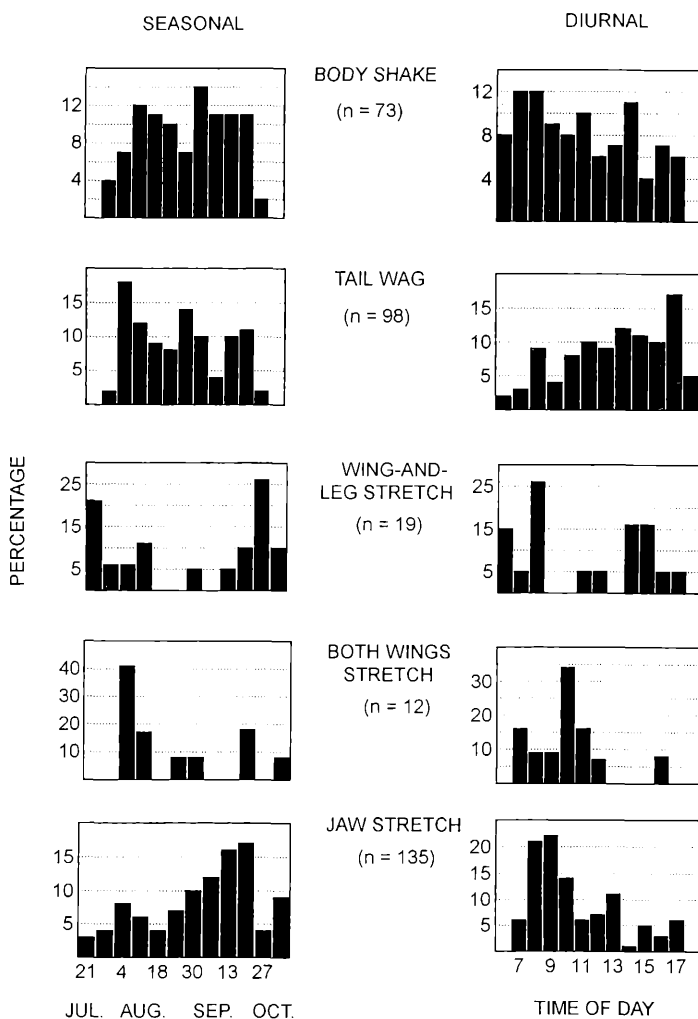 SEASONAL DIURNAL
BODY SHAKE
(n = 73)
12
8
4
12
8
4
TAIL WAG
(n = 98)
15
10
5
15
10
5
PERCENTAGE
WING-AND-
LEG STRETCH
(n = 19)
25
15
5
25
15
5
BOTH WINGS
STRETCH
(n = 12)
40
30
20
10
30
20
10
JAW STRETCH
(n = 135)
15
10
5
20
15
10
5
21 4 18 30 13 27
7 9 11 13 15 17
JUL. AUG. SEP. OCT.
TIME OF DAY